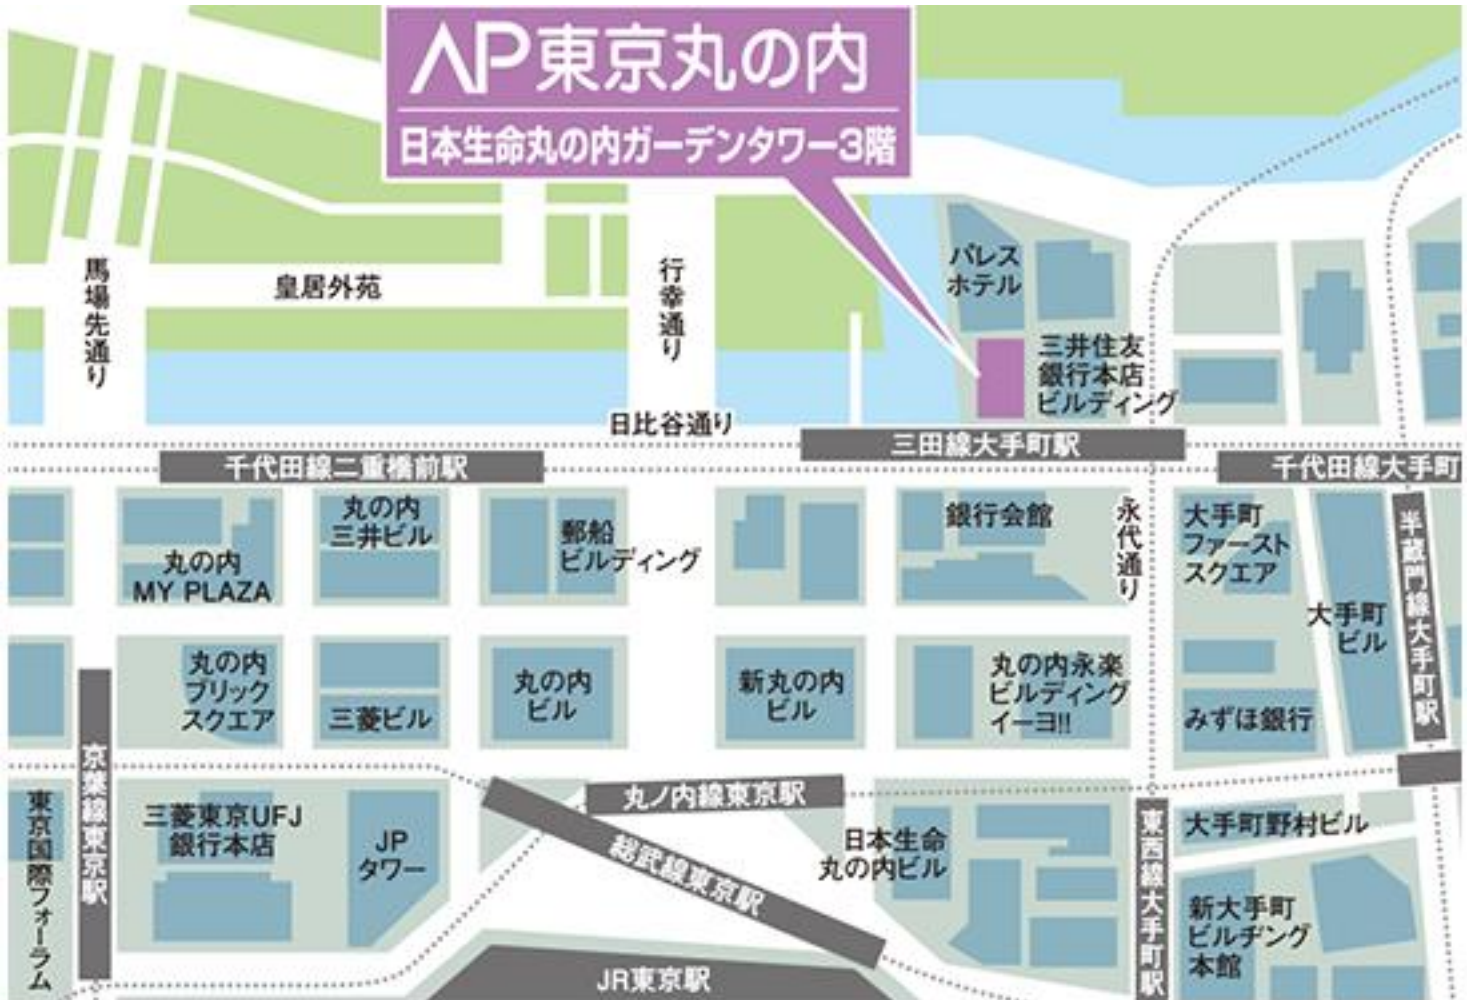 AP東京丸の内
日本生命丸の内ガーデンタワー3階
馬場先通り
皇居外苑
行幸通り
パレス
ホテル
三井住友
銀行本店
ビルディング
日比谷通り
三田線大手町駅
千代田線二重橋前駅
千代田線大手町
丸の内
MY PLAZA
丸の内
三井ビル
郵船
ビルディング
銀行会館
永代通り
大手町
ファースト
スクエア
大手町
ビル
半蔵門線大手町駅
丸の内
ブリック
スクエア
三菱ビル
丸の内
ビル
新丸の内
ビル
丸の内永楽
ビルディング
イーヨ!!
みずほ銀行
京葉線東京駅
東京国際フォーラム
三菱東京UFJ
銀行本店
JP
タワー
丸ノ内線東京駅
総武線東京駅
日本生命
丸の内ビル
東西線大手町駅
大手町野村ビル
新大手町
ビルヂング
本館
JR東京駅